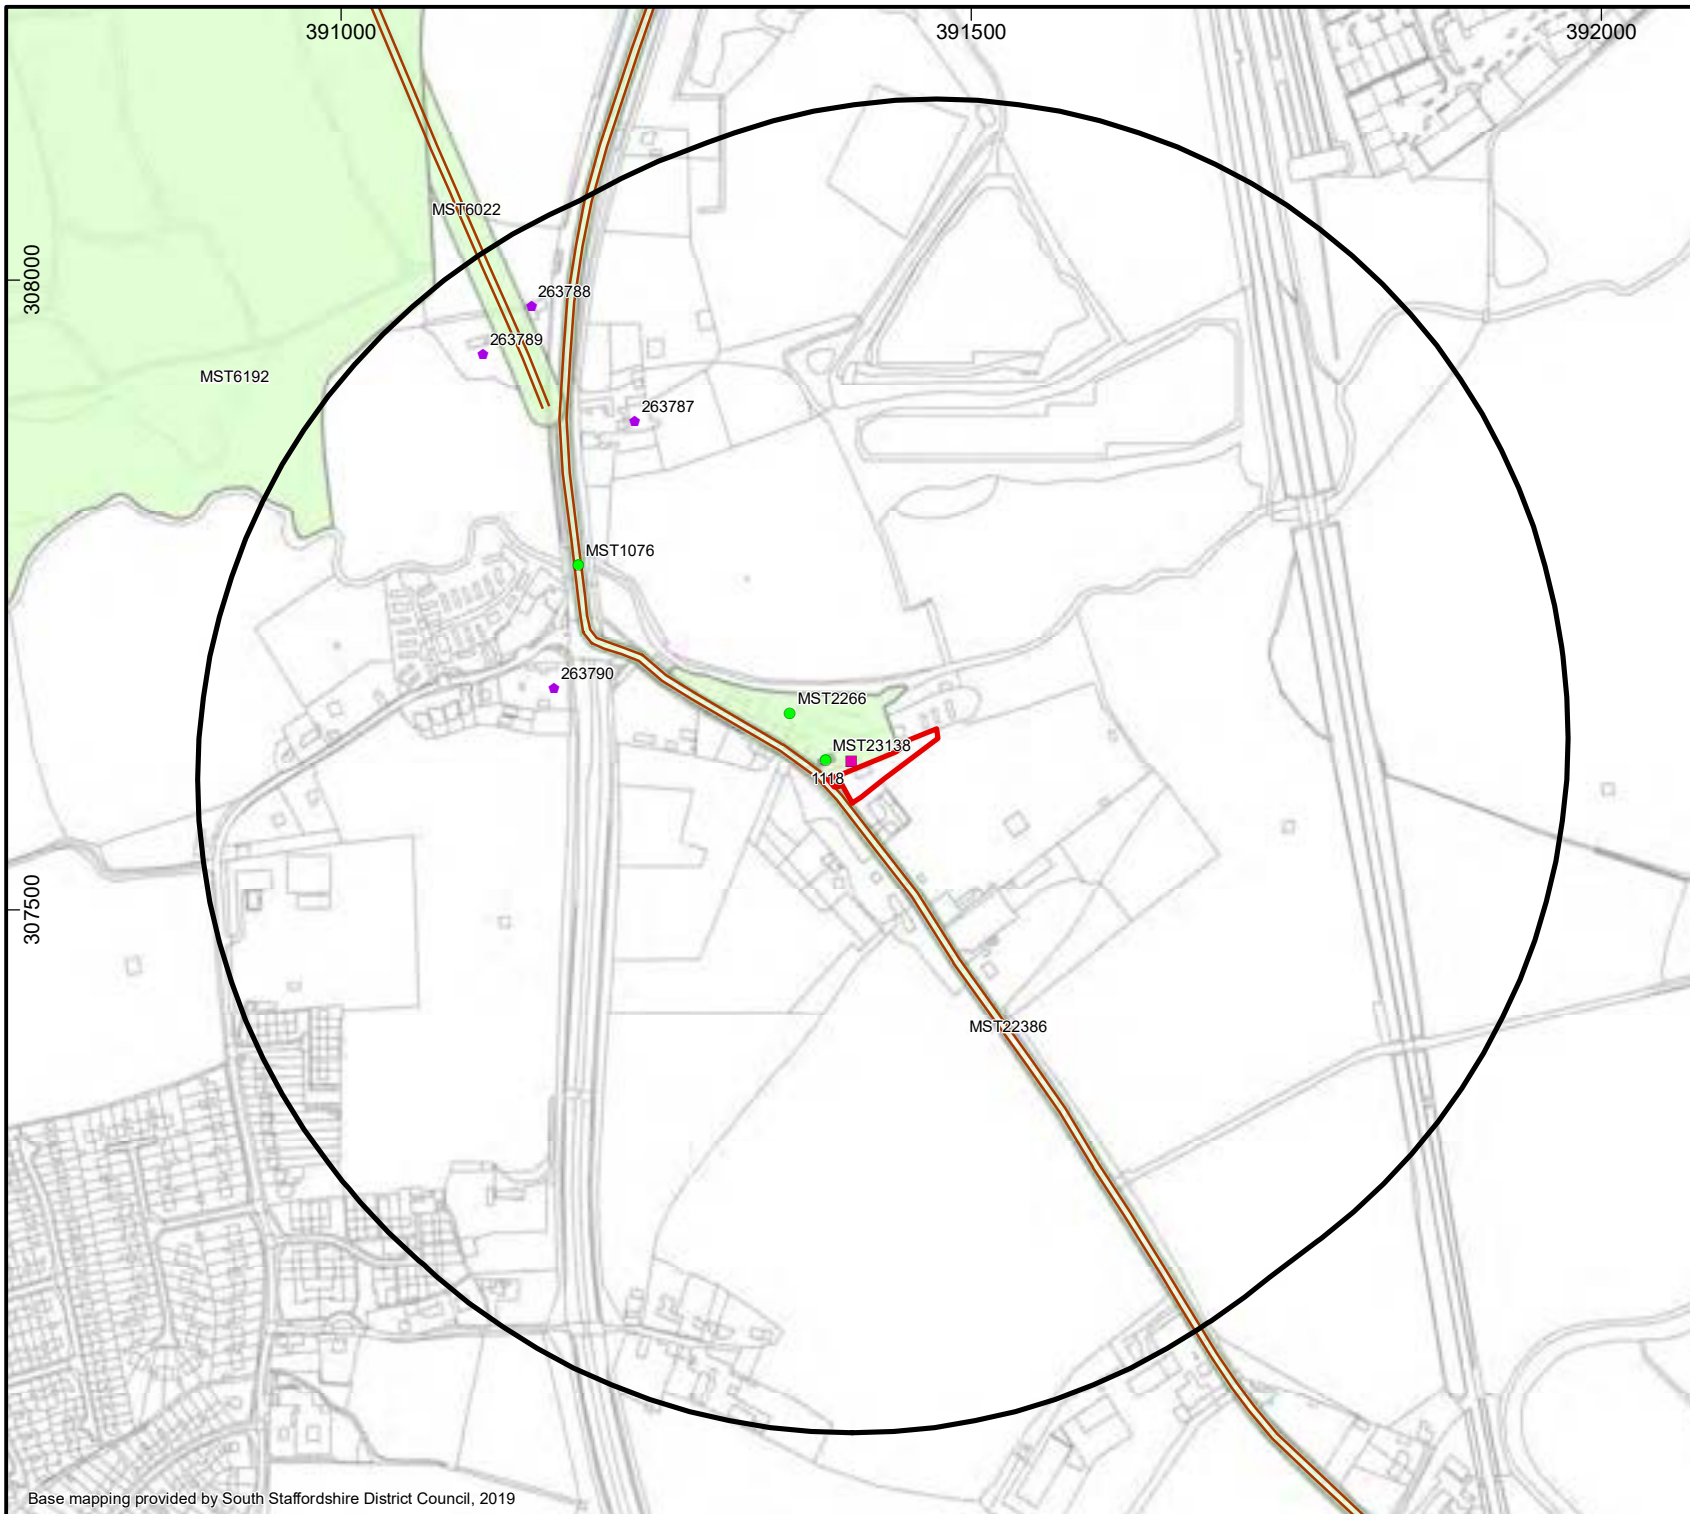 391000
391500
392000
MST6022
308000
263788
263789
MST6192
263787
MST1076
263790
MST2266
MST23138
1118
307500
MST22386
Base mapping provided by South Staffordshire District Council, 2019